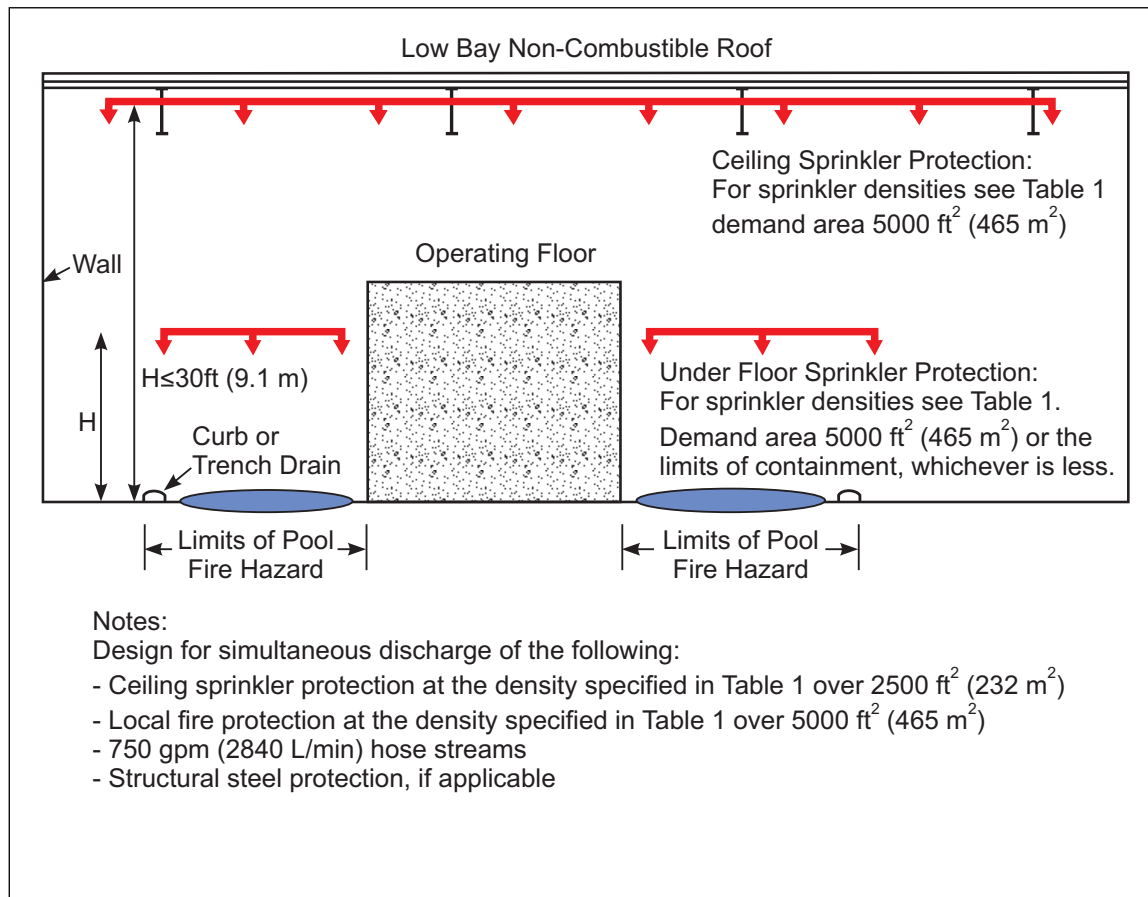 Low Bay Non-Combustible Roof
Ceiling Sprinkler Protection:
For sprinkler densities see Table 1
demand area 5000 ft² (465 m²)
Wall
Operating Floor
H≤30ft (9.1 m)
H
Curb or
Trench Drain
Under Floor Sprinkler Protection:
For sprinkler densities see Table 1.
Demand area 5000 ft² (465 m²) or the
limits of containment, whichever is less.
Limits of Pool
Fire Hazard
Limits of Pool
Fire Hazard
Notes:
Design for simultaneous discharge of the following:
- Ceiling sprinkler protection at the density specified in Table 1 over 2500 ft² (232 m²)
- Local fire protection at the density specified in Table 1 over 5000 ft² (465 m²)
- 750 gpm (2840 L/min) hose streams
- Structural steel protection, if applicable